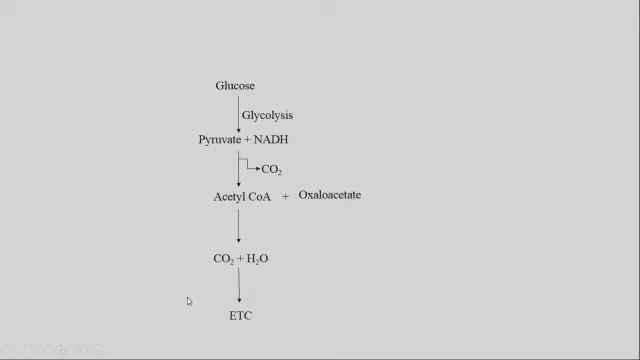 Glucose
Glycolysis
Pyruvate + NADH
CO₂
Acetyl CoA + Oxaloacetate
CO₂ + H₂O
ETC